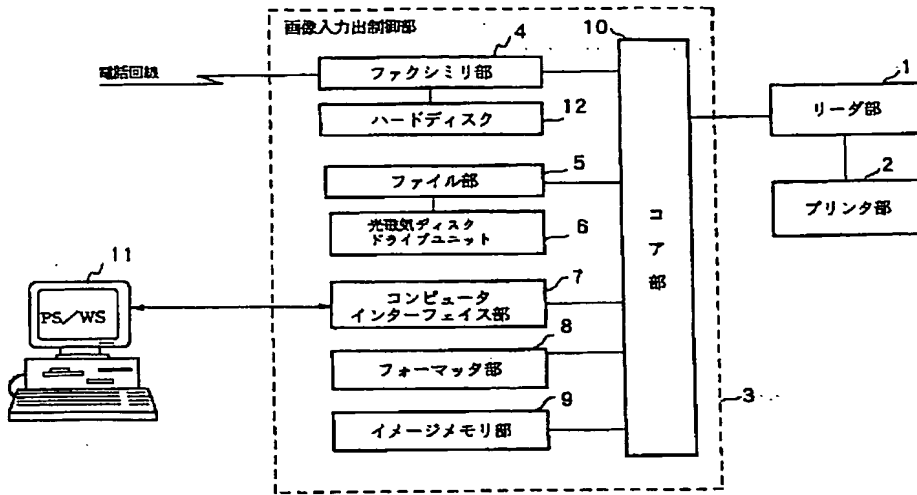 画像入力出制御部
電話回線
4
ファクシミリ部
12
ハードディスク
5
ファイル部
光磁気ディスク
ドライブユニット
6
11
PS/WS
7
コンピュータ
インターフェイス部
8
フォーマッタ部
9
イメージメモリ部
10
コア部
3
1
リーダ部
2
プリンタ部